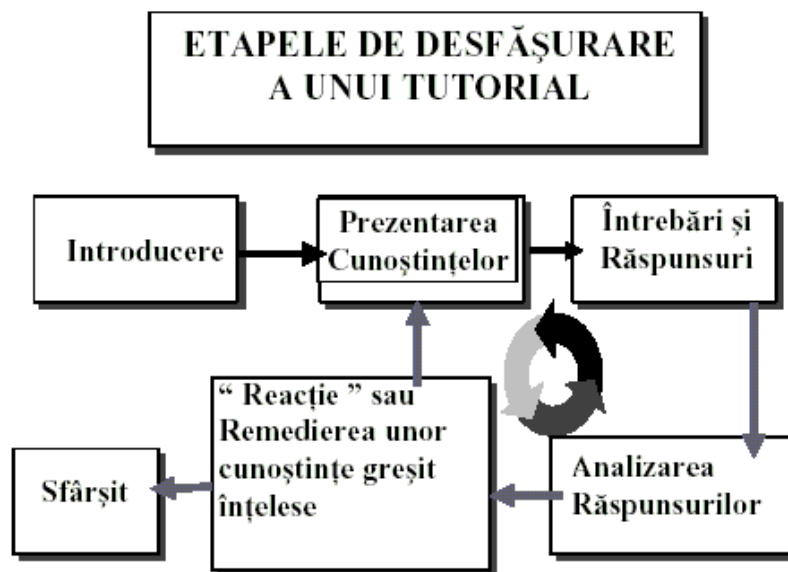 ETAPELE DE DESFĂŞURARE
A UNUI TUTORIAL
Introducere
Prezentarea
Cunoştinţelor
Întrebări şi
Răspunsuri
“ Reacţie ” sau
Remedierea unor
cunoştinţe greşit
înţelese
Sfârşit
Analizarea
Răspunsurilor